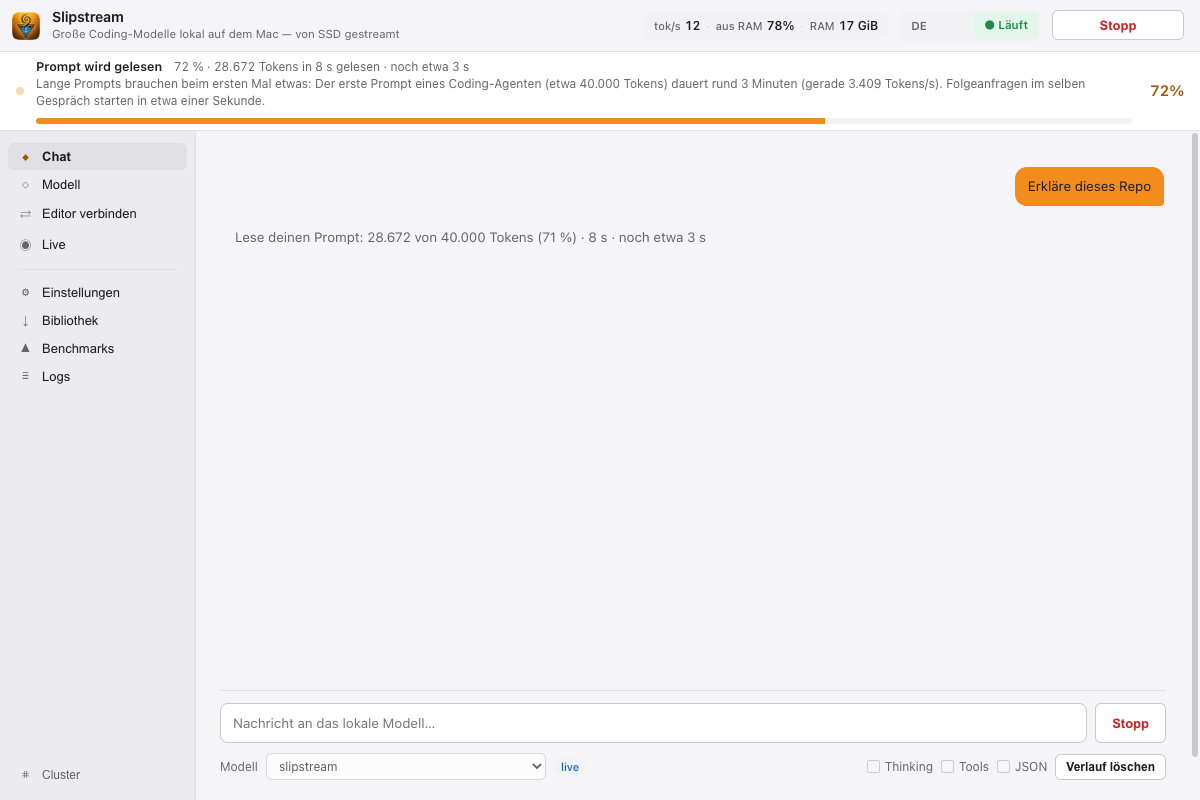 Slipstream
Große Coding-Modelle lokal auf dem Mac — von SSD gestreamt
tok/s 12 · aus RAM 78% · RAM 17 GiB
DE
Läuft
Stopp
Prompt wird gelesen 72 % · 28.672 Tokens in 8 s gelesen · noch etwa 3 s
Lange Prompts brauchen beim ersten Mal etwas: Der erste Prompt eines Coding-Agenten (etwa 40.000 Tokens) dauert rund 3 Minuten (gerade 3.409 Tokens/s). Folgeanfragen im selben
Gespräch starten in etwa einer Sekunde.
72%
Chat
Modell
Editor verbinden
Live
Einstellungen
Bibliothek
Benchmarks
Logs
Cluster
Erkläre dieses Repo
Lese deinen Prompt: 28.672 von 40.000 Tokens (71 %) · 8 s · noch etwa 3 s
Nachricht an das lokale Modell…
Stopp
Modell
slipstream
live
Thinking
Tools
JSON
Verlauf löschen